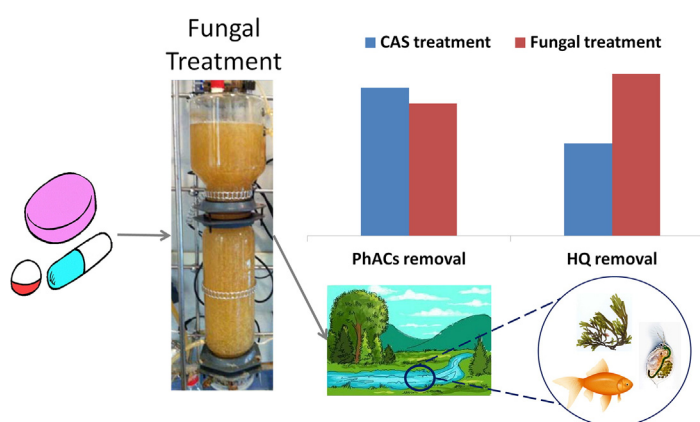 Fungal
Treatment
CAS treatment
Fungal treatment
PhACs removal
HQ removal